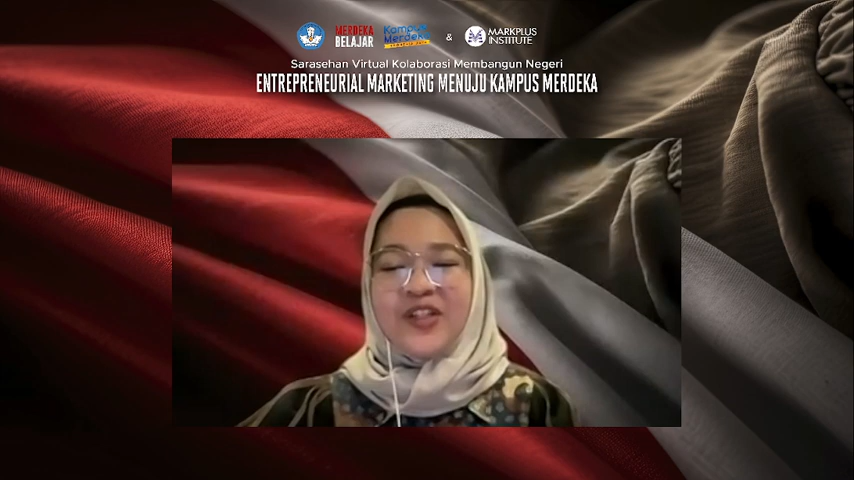 MERDEKA BELAJAR Kampus Merdeka & MARKPLUS INSTITUTE
Sarasehan Virtual Kolaborasi Membangun Negeri
ENTREPRENEURIAL MARKETING MENUJU KAMPUS MERDEKA